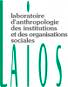 laboratoire
d'anthropologie
des institutions
et des organisations
sociales
LAIOS